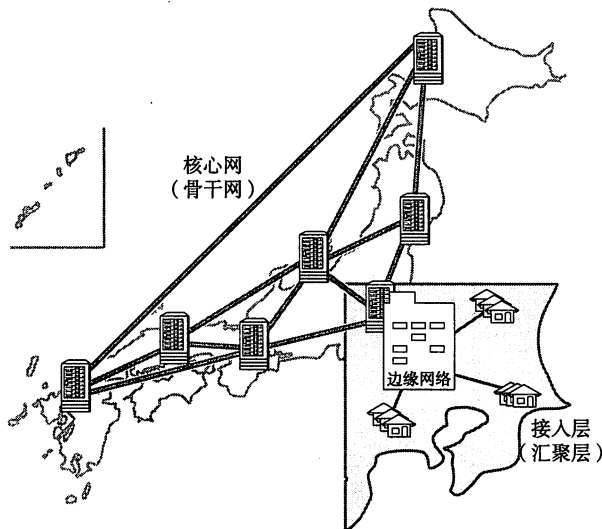 核心网
（骨干网）
边缘网络
接入层
（汇聚层）